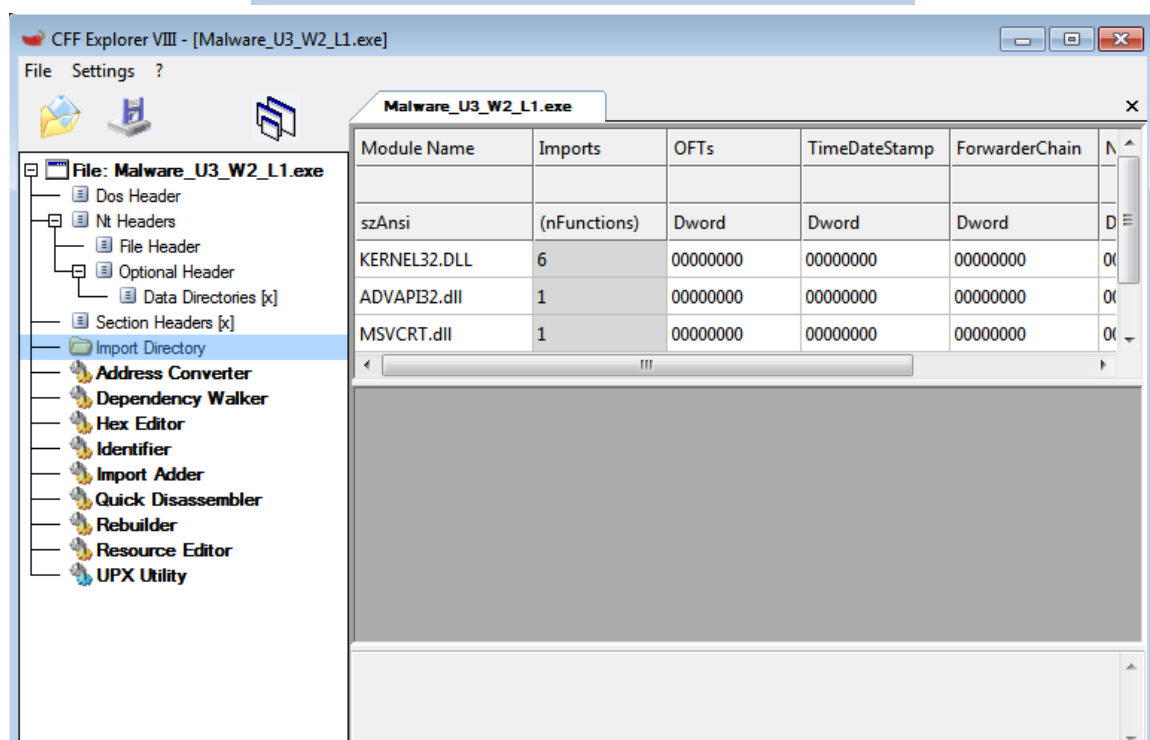 CFF Explorer VIII - [Malware_U3_W2_L1.exe]
File Settings ?
Malware_U3_W2_L1.exe
File: Malware_U3_W2_L1.exe
Dos Header
Nt Headers
File Header
Optional Header
Data Directories [x]
Section Headers [x]
Import Directory
Address Converter
Dependency Walker
Hex Editor
Identifier
Import Adder
Quick Disassembler
Rebuilder
Resource Editor
UPX Utility
Module Name Imports OFTs TimeDateStamp ForwarderChain N
szAnsi (nFunctions) Dword Dword Dword D
KERNEL32.DLL 6 00000000 00000000 00000000 00
ADVAPI32.dll 1 00000000 00000000 00000000 00
MSVCRT.dll 1 00000000 00000000 00000000 00